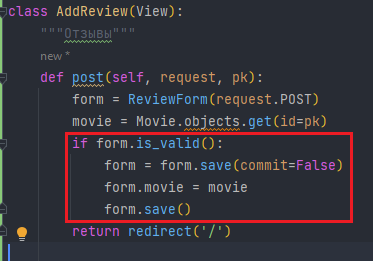 class AddReview(View):
    """Отзывы"""
new *
    def post(self, request, pk):
        form = ReviewForm(request.POST)
        movie = Movie.objects.get(id=pk)
        if form.is_valid():
            form = form.save(commit=False)
            form.movie = movie
            form.save()
        return redirect('/')